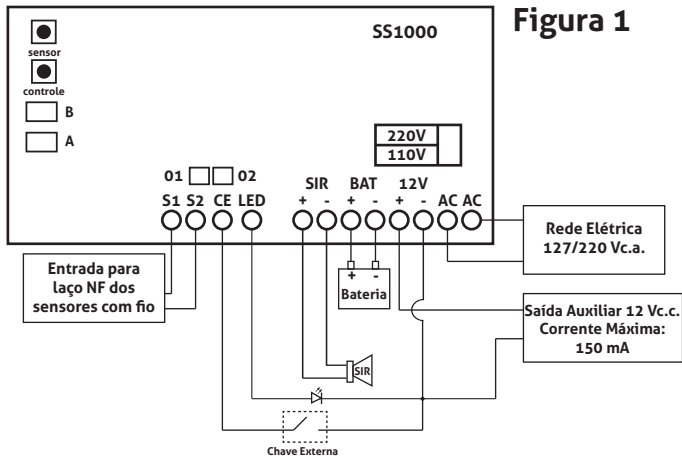 Figura 1
SS1000
sensor
controle
B
A
220V
110V
01 02
SIR BAT 12V
S1 S2 CE LED + - + - + - AC AC
Rede Elétrica
127/220 Vc.a.
Entrada para
laço NF dos
sensores com fio
+ -
Bateria
Saída Auxiliar 12 Vc.c.
Corrente Máxima:
150 mA
SIR
Chave Externa